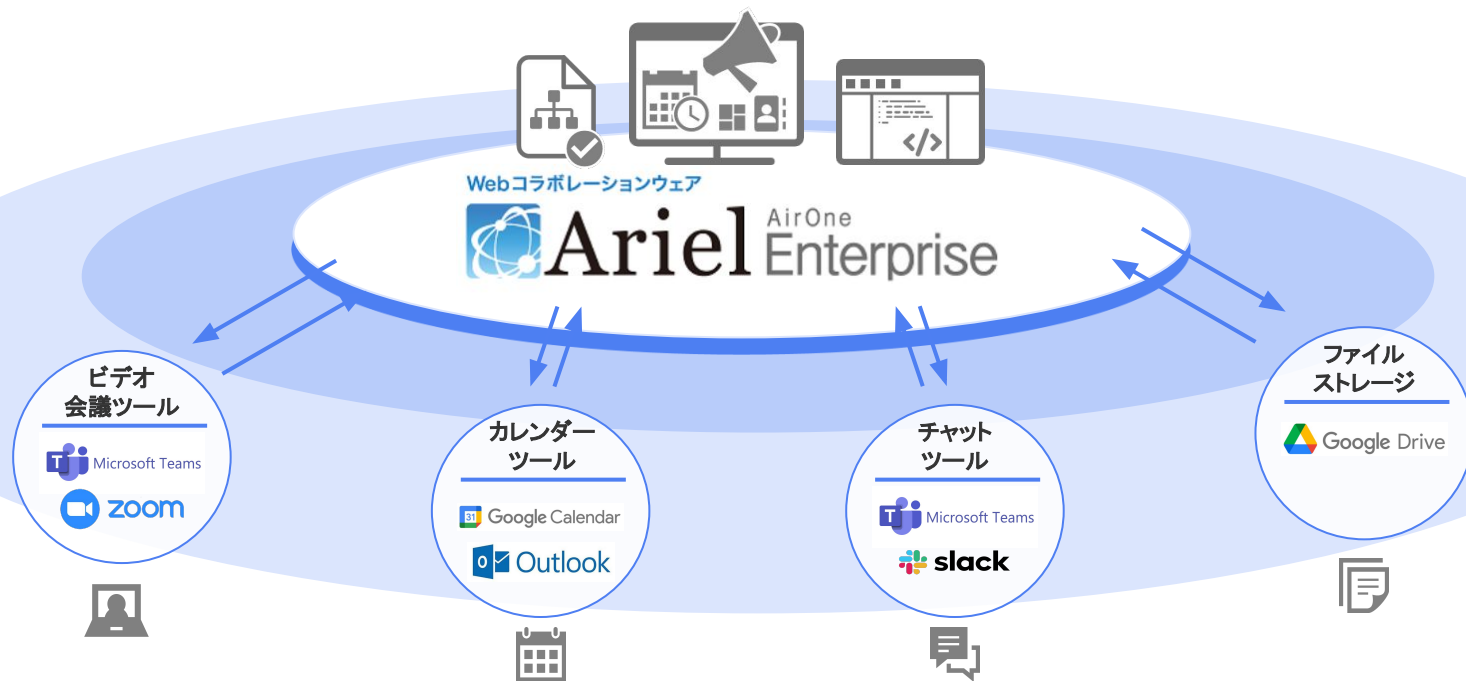 </>
Webコラボレーションウェア
Ariel AirOne Enterprise
ビデオ
会議ツール
T Microsoft Teams
zoom
カレンダー
ツール
31 Google Calendar
o Outlook
チャット
ツール
T Microsoft Teams
slack
ファイル
ストレージ
Google Drive